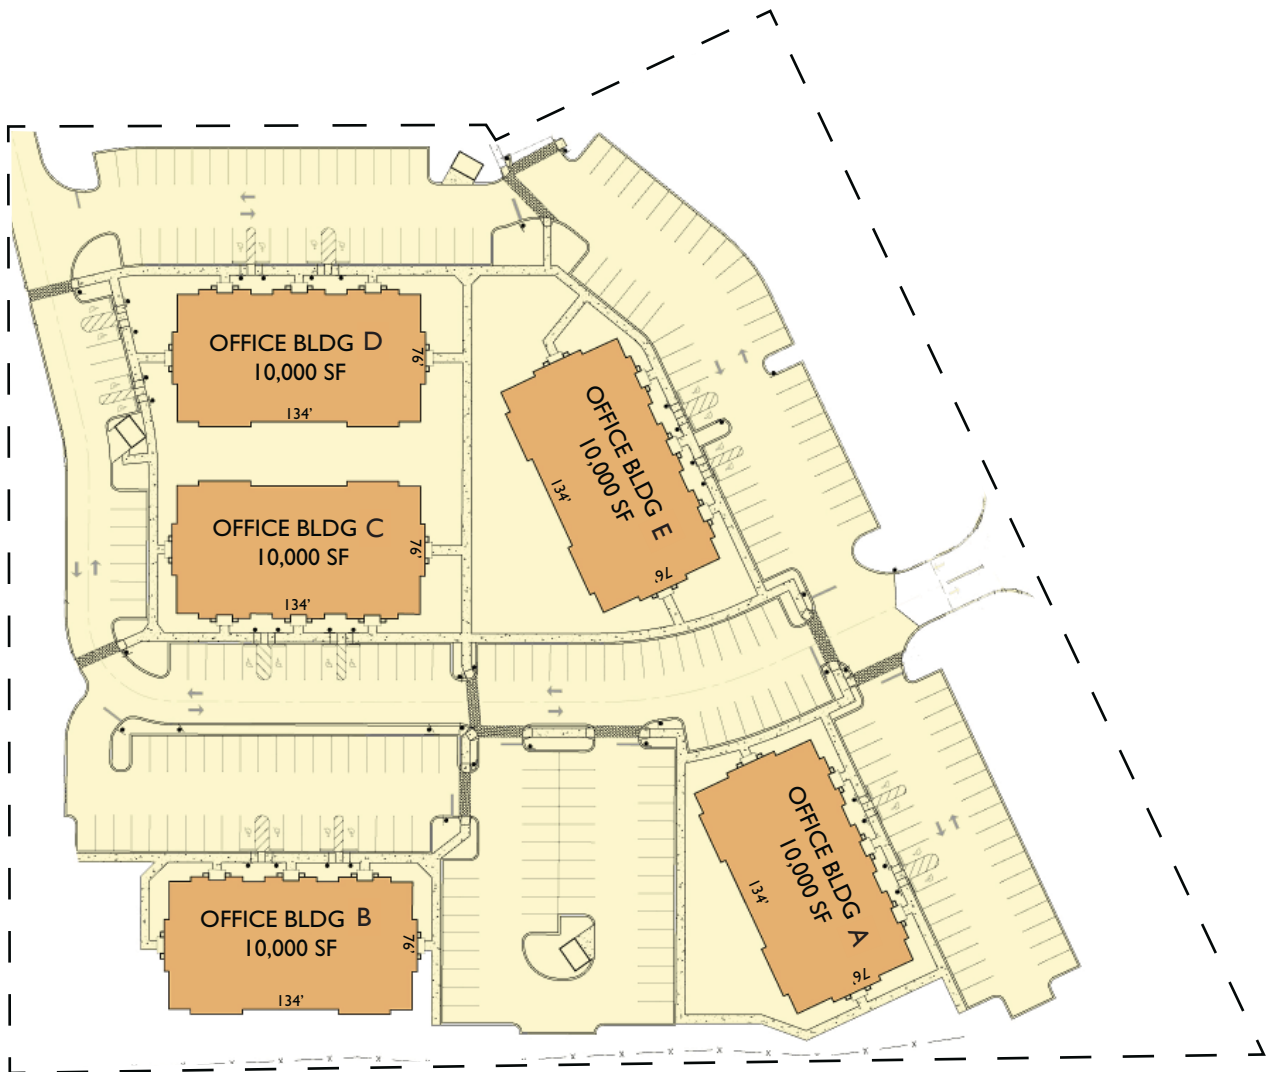 OFFICE BLDG D
10,000 SF
76'
134'
OFFICE BLDG E
10,000 SF
134'
76'
OFFICE BLDG C
10,000 SF
76'
134'
OFFICE BLDG A
10,000 SF
134'
76'
OFFICE BLDG B
10,000 SF
76'
134'
x x x x x x x x x x x x